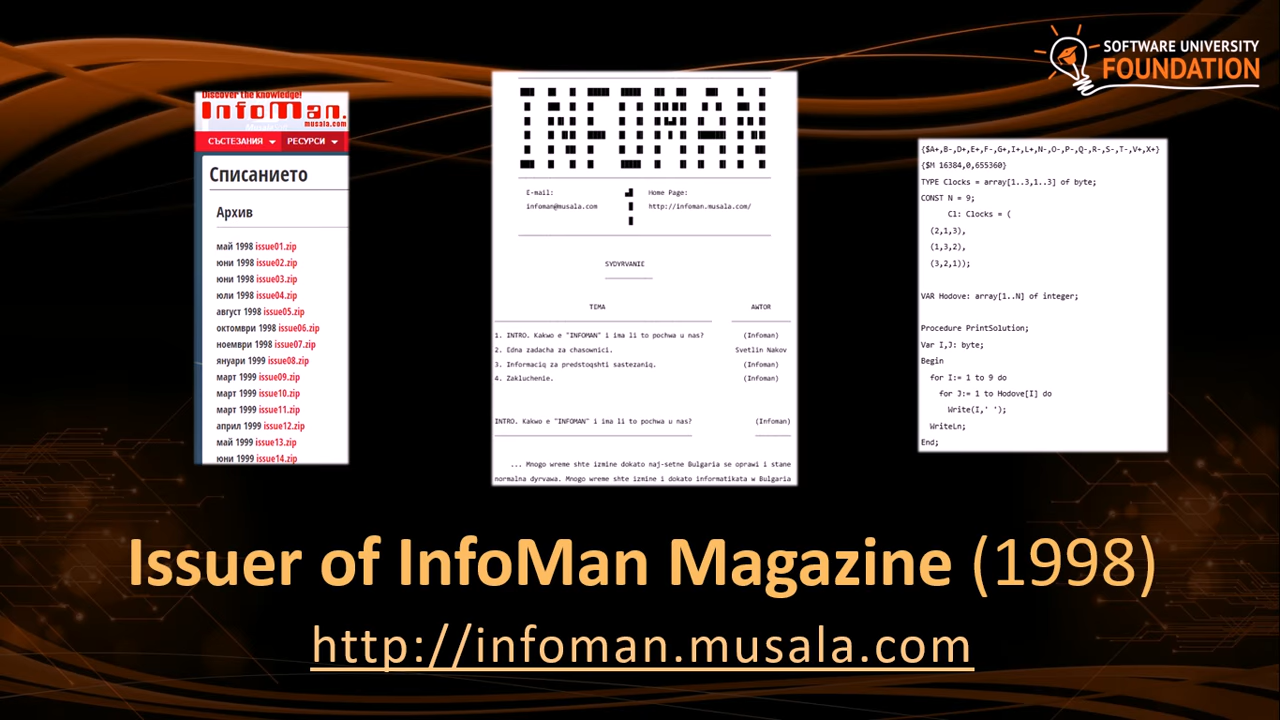 SOFTWARE UNIVERSITY
FOUNDATION
Discover the knowledge!
InfoMan.
musala.com
СЪСТЕЗАНИЯ
РЕСУРСИ
Списанието
Архив
май 1998 issue01.zip
юни 1998 issue02.zip
юни 1998 issue03.zip
юли 1998 issue04.zip
август 1998 issue05.zip
октомври 1998 issue06.zip
ноември 1998 issue07.zip
януари 1999 issue08.zip
март 1999 issue09.zip
март 1999 issue10.zip
март 1999 issue11.zip
април 1999 issue12.zip
май 1999 issue13.zip
юни 1999 issue14.zip
INFOMAN
E-mail: Home Page:
infoman@musala.com http://infoman.musala.com/
SYDYRVANIE
TEMA AWTOR
1. INTRO. Kakwo e "INFOMAN" i ima li to pochwa u nas? (Infoman)
2. Edna zadacha za chasownici. Svetlin Nakov
3. Informaciq za predstoqshti sastezaniq. (Infoman)
4. Zakluchenie. (Infoman)
INTRO. Kakwo e "INFOMAN" i ima li to pochwa u nas? (Infoman)
... Mnogo wreme shte izmine dokato naj-setne Bulgaria se oprawi i stane
normalna dyrvawa. Mnogo wreme shte izmine i dokato informatikata w Bulgaria
{$A+,B-,D+,E+,F-,G+,I+,L+,N-,O-,P-,Q-,R-,S-,T-,V+,X+}
{$M 16384,0,655360}
TYPE Clocks = array[1..3,1..3] of byte;
CONST N = 9;
Cl: Clocks = (
(2,1,3),
(1,3,2),
(3,2,1));
VAR Hodove: array[1..N] of integer;
Procedure PrintSolution;
Var I,J: byte;
Begin
for I:= 1 to 9 do
for J:= 1 to Hodove[I] do
Write(I,' ');
WriteLn;
End;
Issuer of InfoMan Magazine (1998)
http://infoman.musala.com